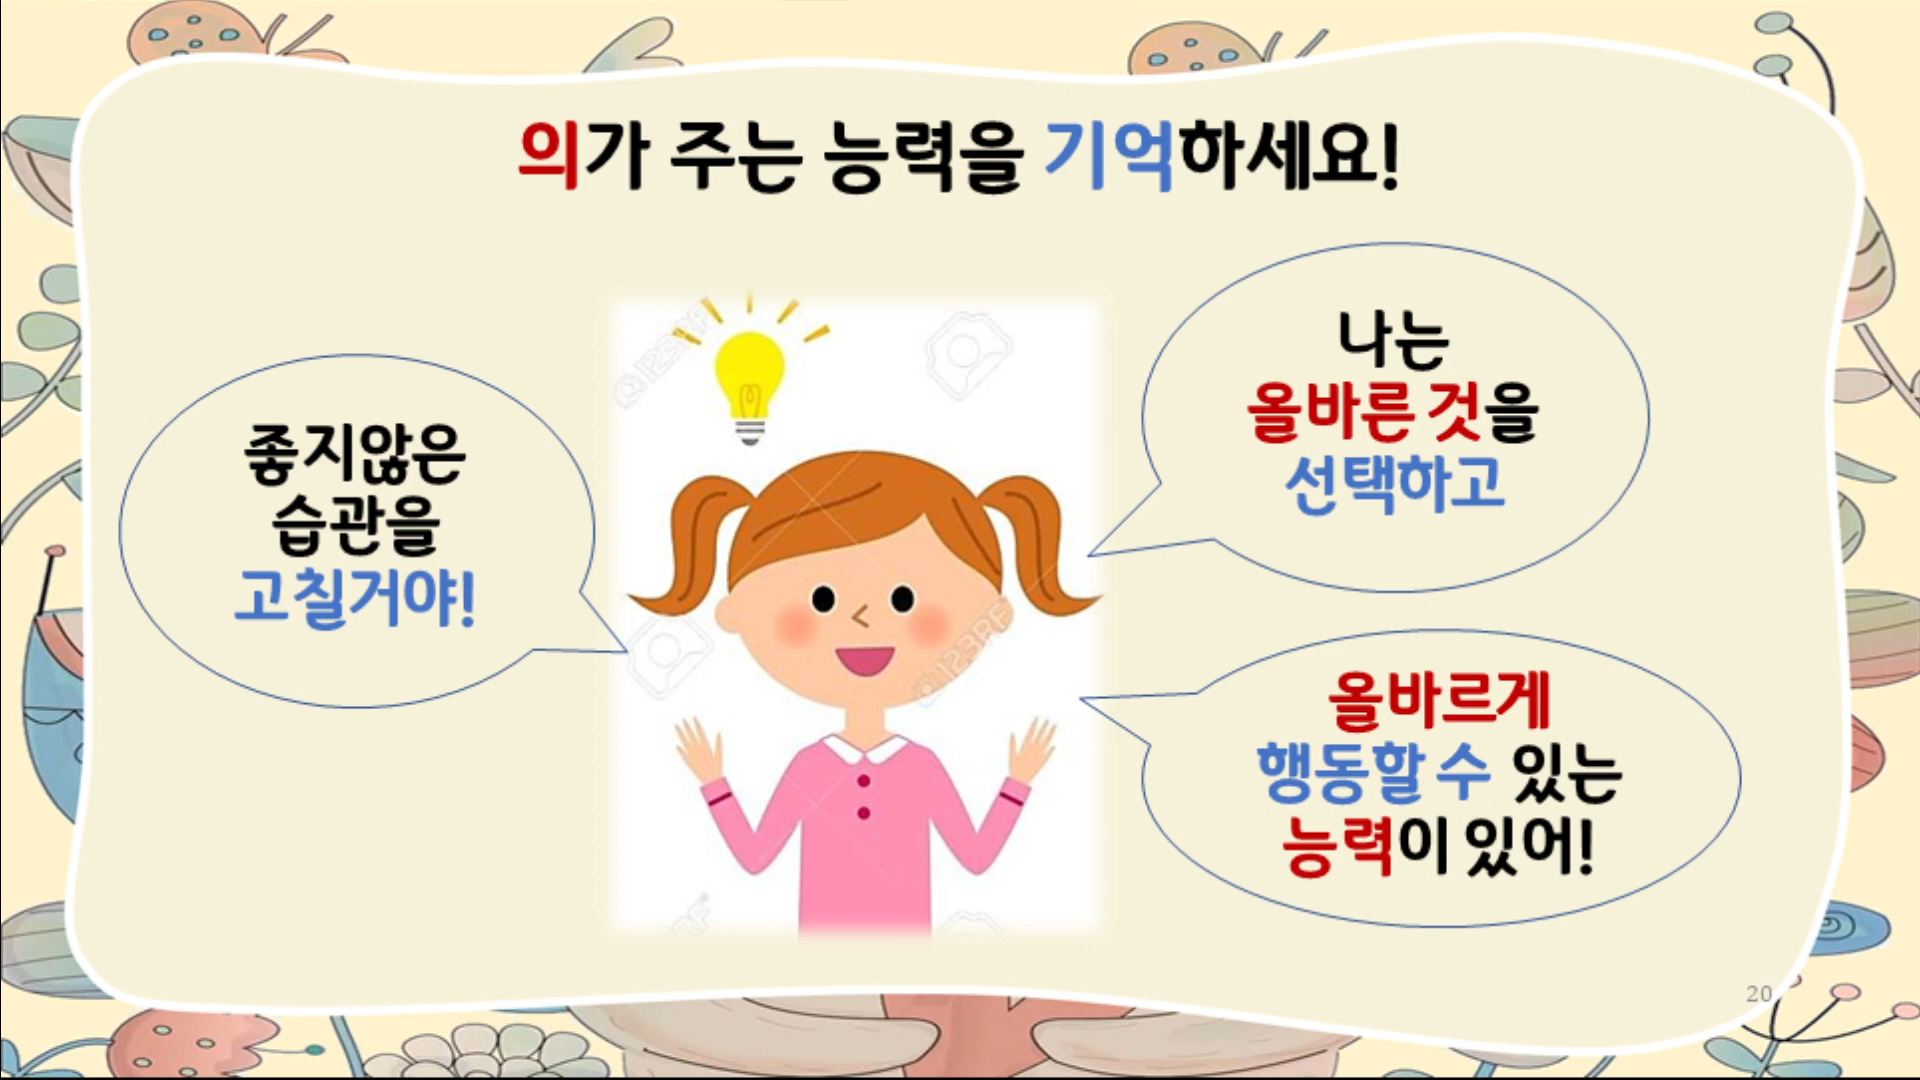 의가 주는 능력을 기억하세요!
좋지않은
습관을
고칠거야!
나는
올바른 것을
선택하고
올바르게
행동할 수 있는
능력이 있어!
123RF
123RF
20